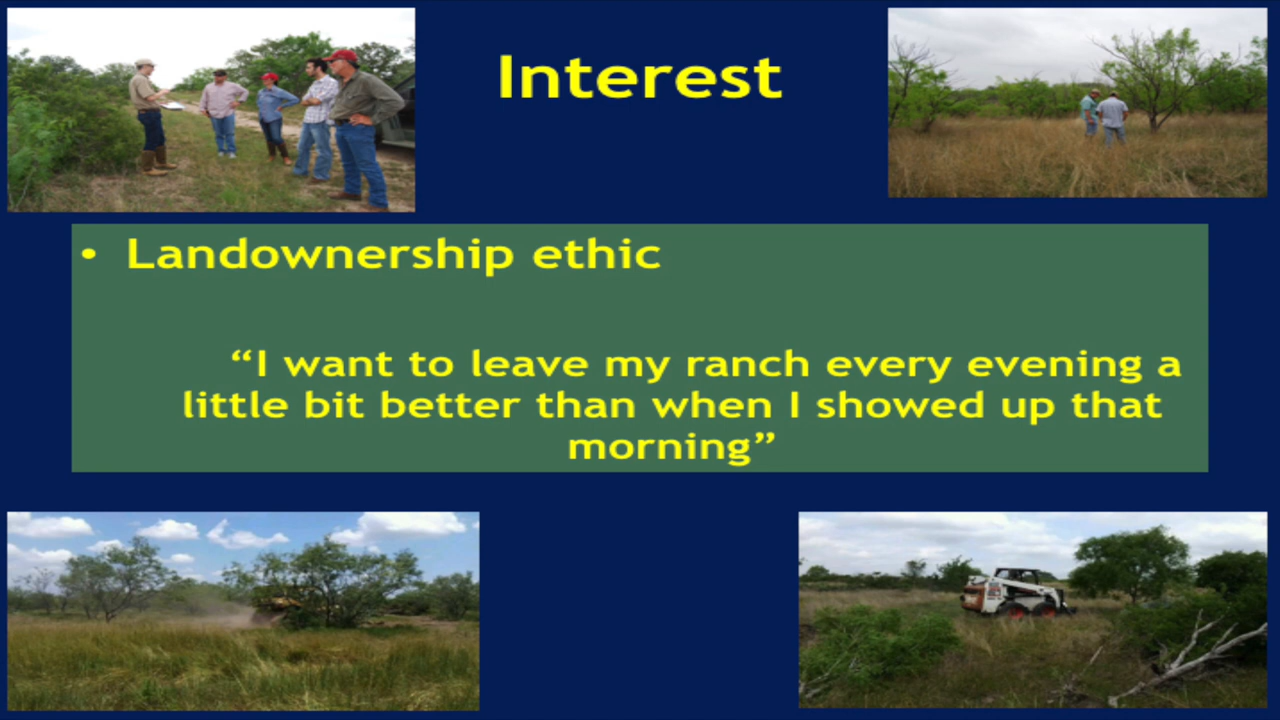 Interest
• Landownership ethic
“I want to leave my ranch every evening a
little bit better than when I showed up that
morning”